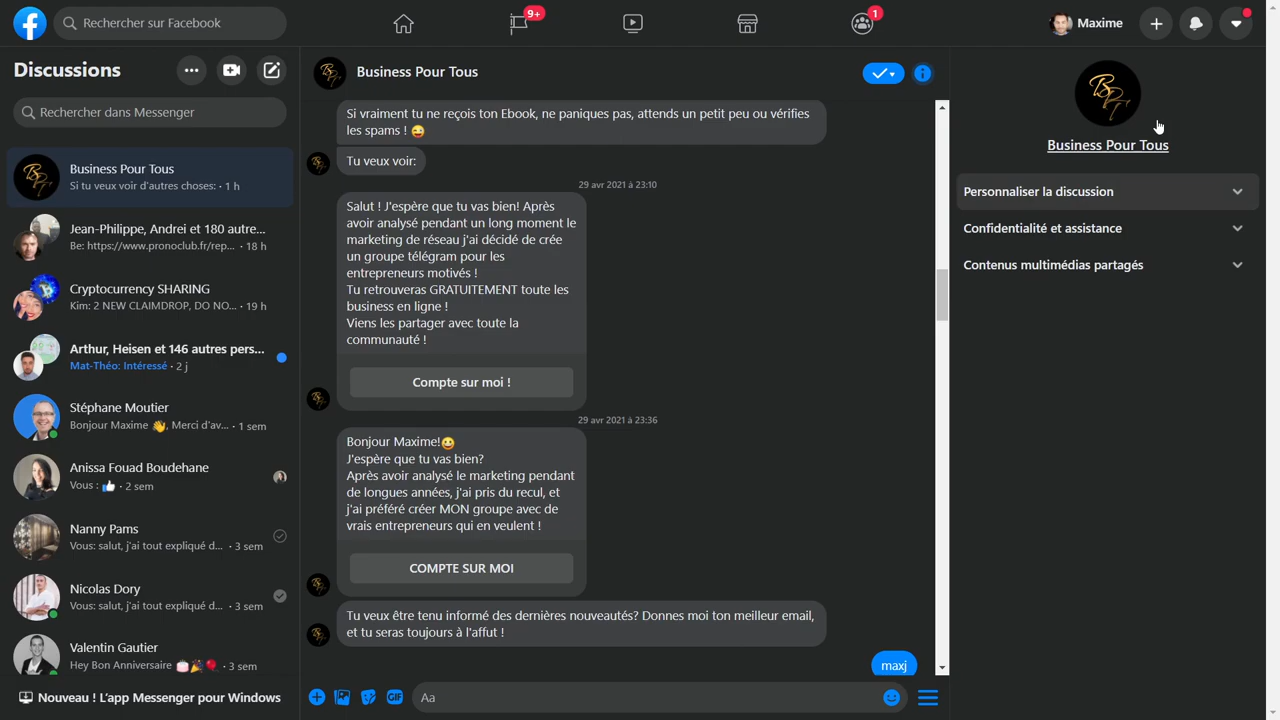 Rechercher sur Facebook
9+
1
Maxime
Discussions
Rechercher dans Messenger
Business Pour Tous
Si tu veux voir d'autres choses: · 1 h
Jean-Philippe, Andrei et 180 autre...
Be: https://www.pronoclub.fr/rep... · 18 h
Cryptocurrency SHARING
Kim: 2 NEW CLAIMDROP, DO NO... · 19 h
Arthur, Heisen et 146 autres pers...
Mat-Théo: Intéressé · 2 j
Stéphane Moutier
Bonjour Maxime 👋, Merci d'av... · 1 sem
Anissa Fouad Boudehane
Vous : 👍 · 2 sem
Nanny Pams
Vous: salut, j'ai tout expliqué d... · 3 sem
Nicolas Dory
Vous: salut, j'ai tout expliqué d... · 3 sem
Valentin Gautier
Hey Bon Anniversaire 🎂🎉🎈 · 3 sem
Nouveau ! L'app Messenger pour Windows
Business Pour Tous
Si vraiment tu ne reçois ton Ebook, ne paniques pas, attends un petit peu ou vérifies
les spams ! 😜
Tu veux voir:
29 avr 2021 à 23:10
Salut ! J'espère que tu vas bien! Après
avoir analysé pendant un long moment le
marketing de réseau j'ai décidé de crée
un groupe télégram pour les
entrepreneurs motivés !
Tu retrouveras GRATUITEMENT toute les
business en ligne !
Viens les partager avec toute la
communauté !
Compte sur moi !
29 avr 2021 à 23:36
Bonjour Maxime!😜
J'espère que tu vas bien?
Après avoir analysé le marketing pendant
de longues années, j'ai pris du recul, et
j'ai préféré créer MON groupe avec de
vrais entrepreneurs qui en veulent !
COMPTE SUR MOI
Tu veux être tenu informé des dernières nouveautés? Donnes moi ton meilleur email,
et tu seras toujours à l'affut !
maxj
GIF
Aa
BPT
Business Pour Tous
Personnaliser la discussion
Confidentialité et assistance
Contenus multimédias partagés